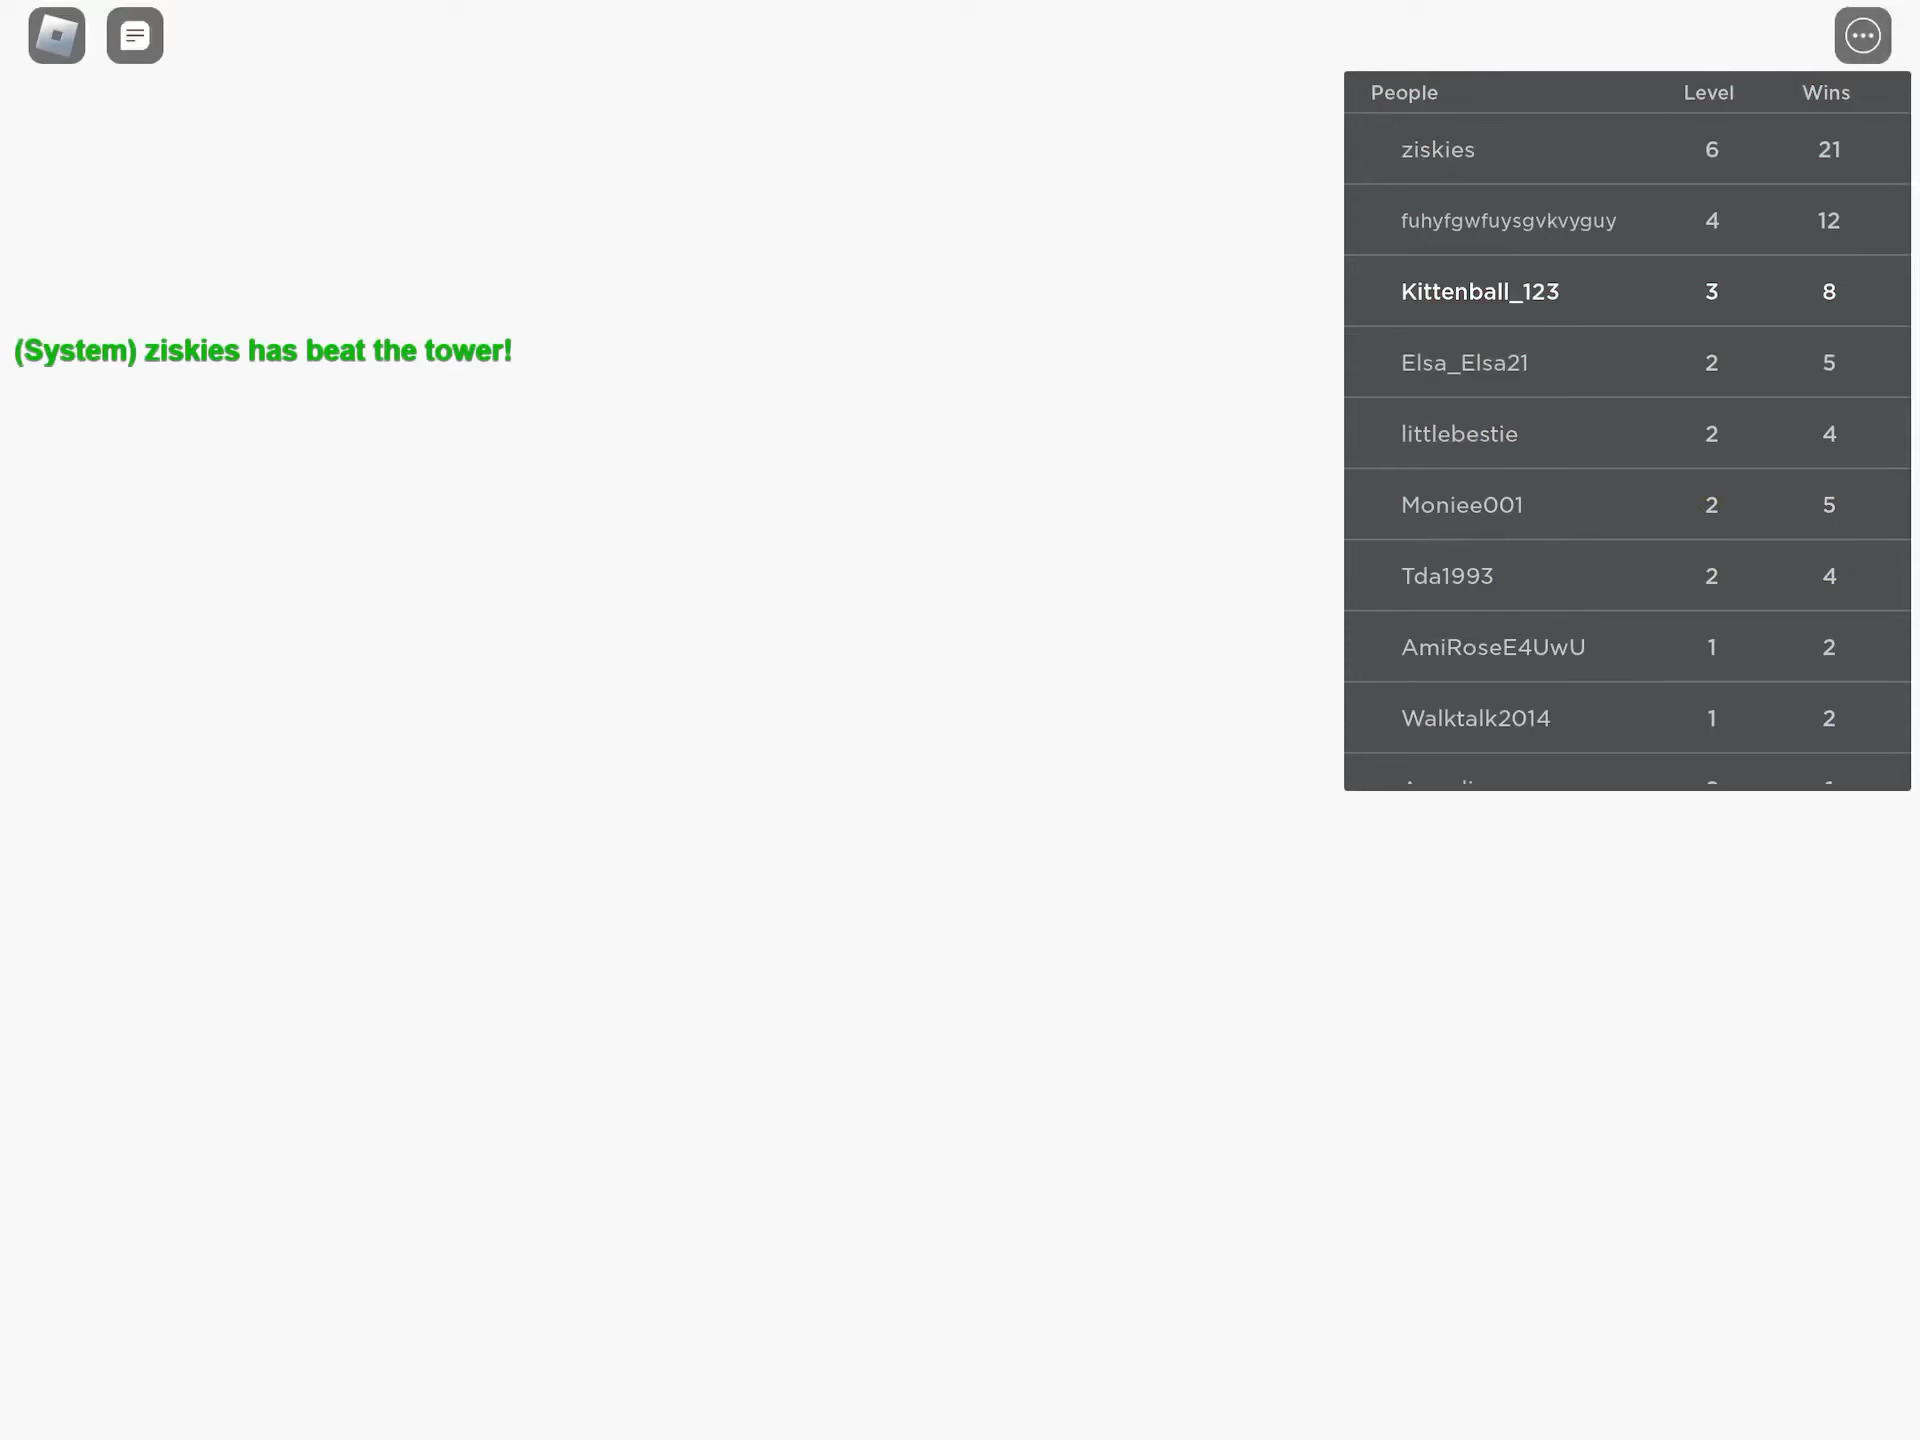 People Level Wins
ziskies 6 21
fuhyfgwfuysgvkvyguy 4 12
Kittenball_123 3 8
(System) ziskies has beat the tower!
Elsa_Elsa21 2 5
littlebestie 2 4
Moniee001 2 5
Tda1993 2 4
AmiRoseE4UwU 1 2
Walktalk2014 1 2